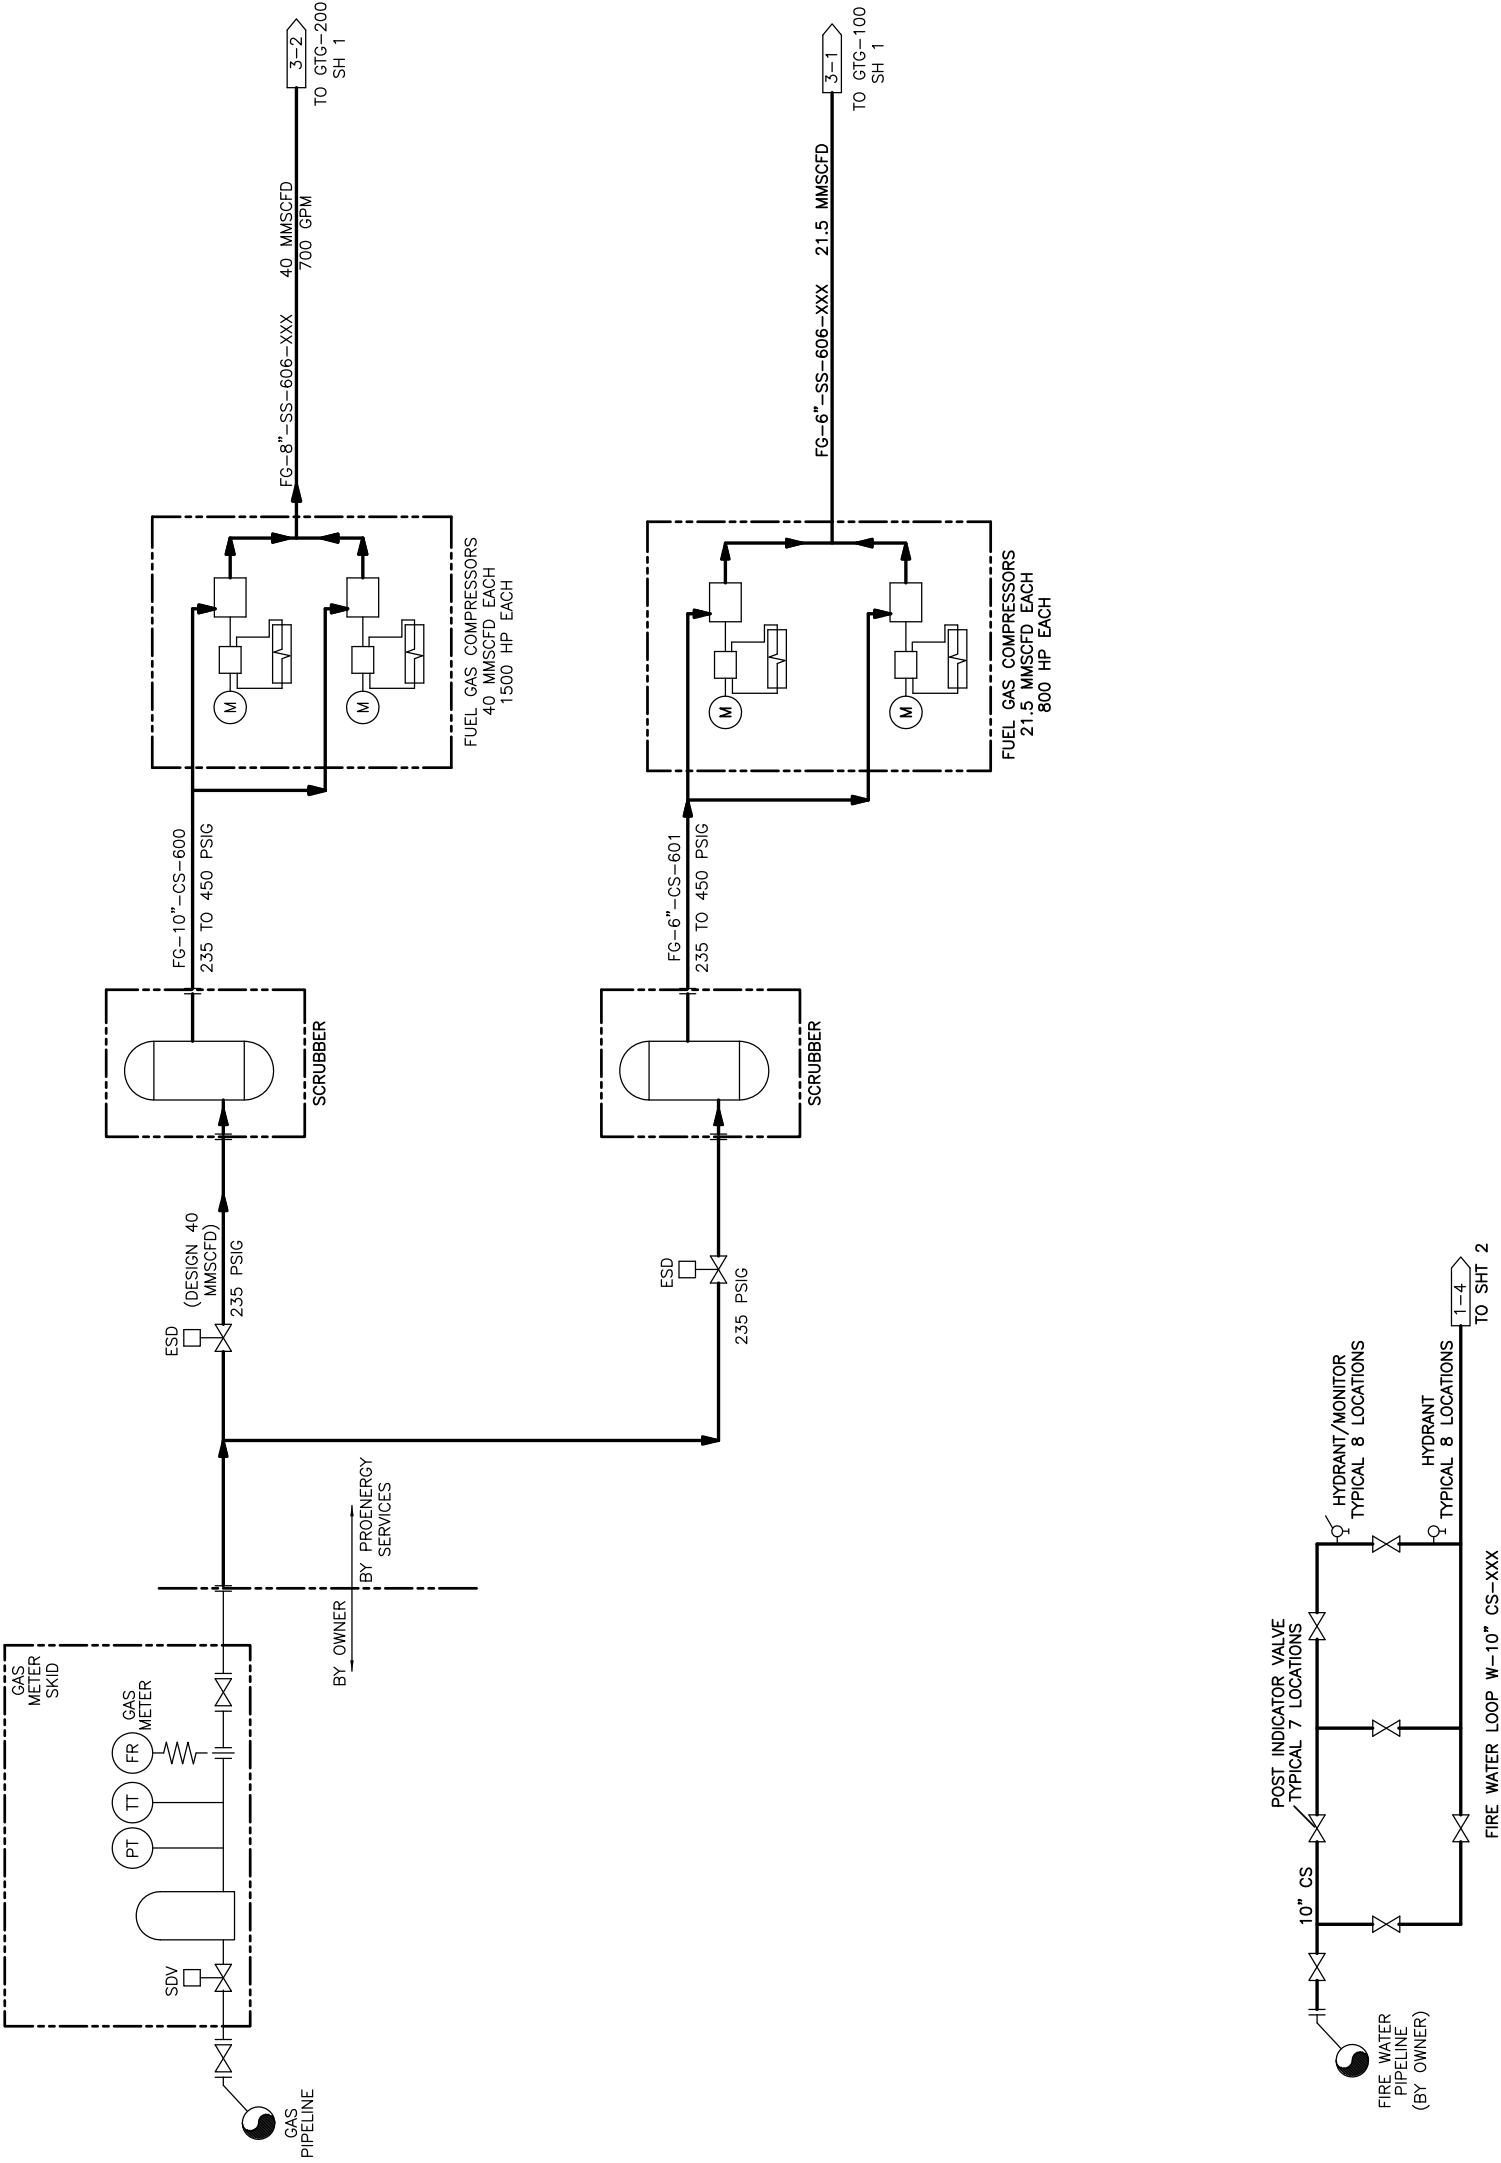 GAS
PIPELINE
SDV
PT
TT
FR
GAS
METER
GAS
METER
SKID
BY OWNER
BY PROENERGY
SERVICES
ESD
(DESIGN 40
MMSCFD)
235 PSIG
SCRUBBER
FG-10"-CS-600
235 TO 450 PSIG
M
M
FUEL GAS COMPRESSORS
40 MMSCFD EACH
1500 HP EACH
FG-8"-SS-606-XXX
40 MMSCFD
700 GPM
3-2
TO GTG-200
SH 1
ESD
235 PSIG
SCRUBBER
FG-6"-CS-601
235 TO 450 PSIG
M
M
FUEL GAS COMPRESSORS
21.5 MMSCFD EACH
800 HP EACH
FG-6"-SS-606-XXX
21.5 MMSCFD
3-1
TO GTG-100
SH 1
FIRE WATER
PIPELINE
(BY OWNER)
10" CS
POST INDICATOR VALVE
TYPICAL 7 LOCATIONS
HYDRANT/MONITOR
TYPICAL 8 LOCATIONS
HYDRANT
TYPICAL 8 LOCATIONS
1-4
TO SHT 2
FIRE WATER LOOP W-10" CS-XXX